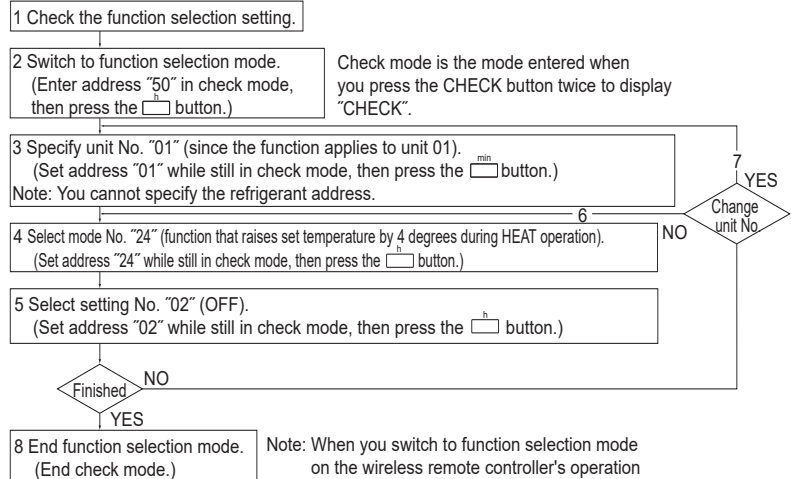 1 Check the function selection setting.
2 Switch to function selection mode.
(Enter address ˝50˝ in check mode,
then press the h button.)
Check mode is the mode entered when
you press the CHECK button twice to display
˝CHECK˝.
3 Specify unit No. ˝01˝ (since the function applies to unit 01).
(Set address ˝01˝ while still in check mode, then press the min button.)
Note: You cannot specify the refrigerant address.
7
YES
Change
unit No.
6
NO
4 Select mode No. ˝24˝ (function that raises set temperature by 4 degrees during HEAT operation).
(Set address ˝24˝ while still in check mode, then press the h button.)
5 Select setting No. ˝02˝ (OFF).
(Set address ˝02˝ while still in check mode, then press the h button.)
Finished
NO
YES
8 End function selection mode.
(End check mode.)
Note: When you switch to function selection mode
on the wireless remote controller's operation